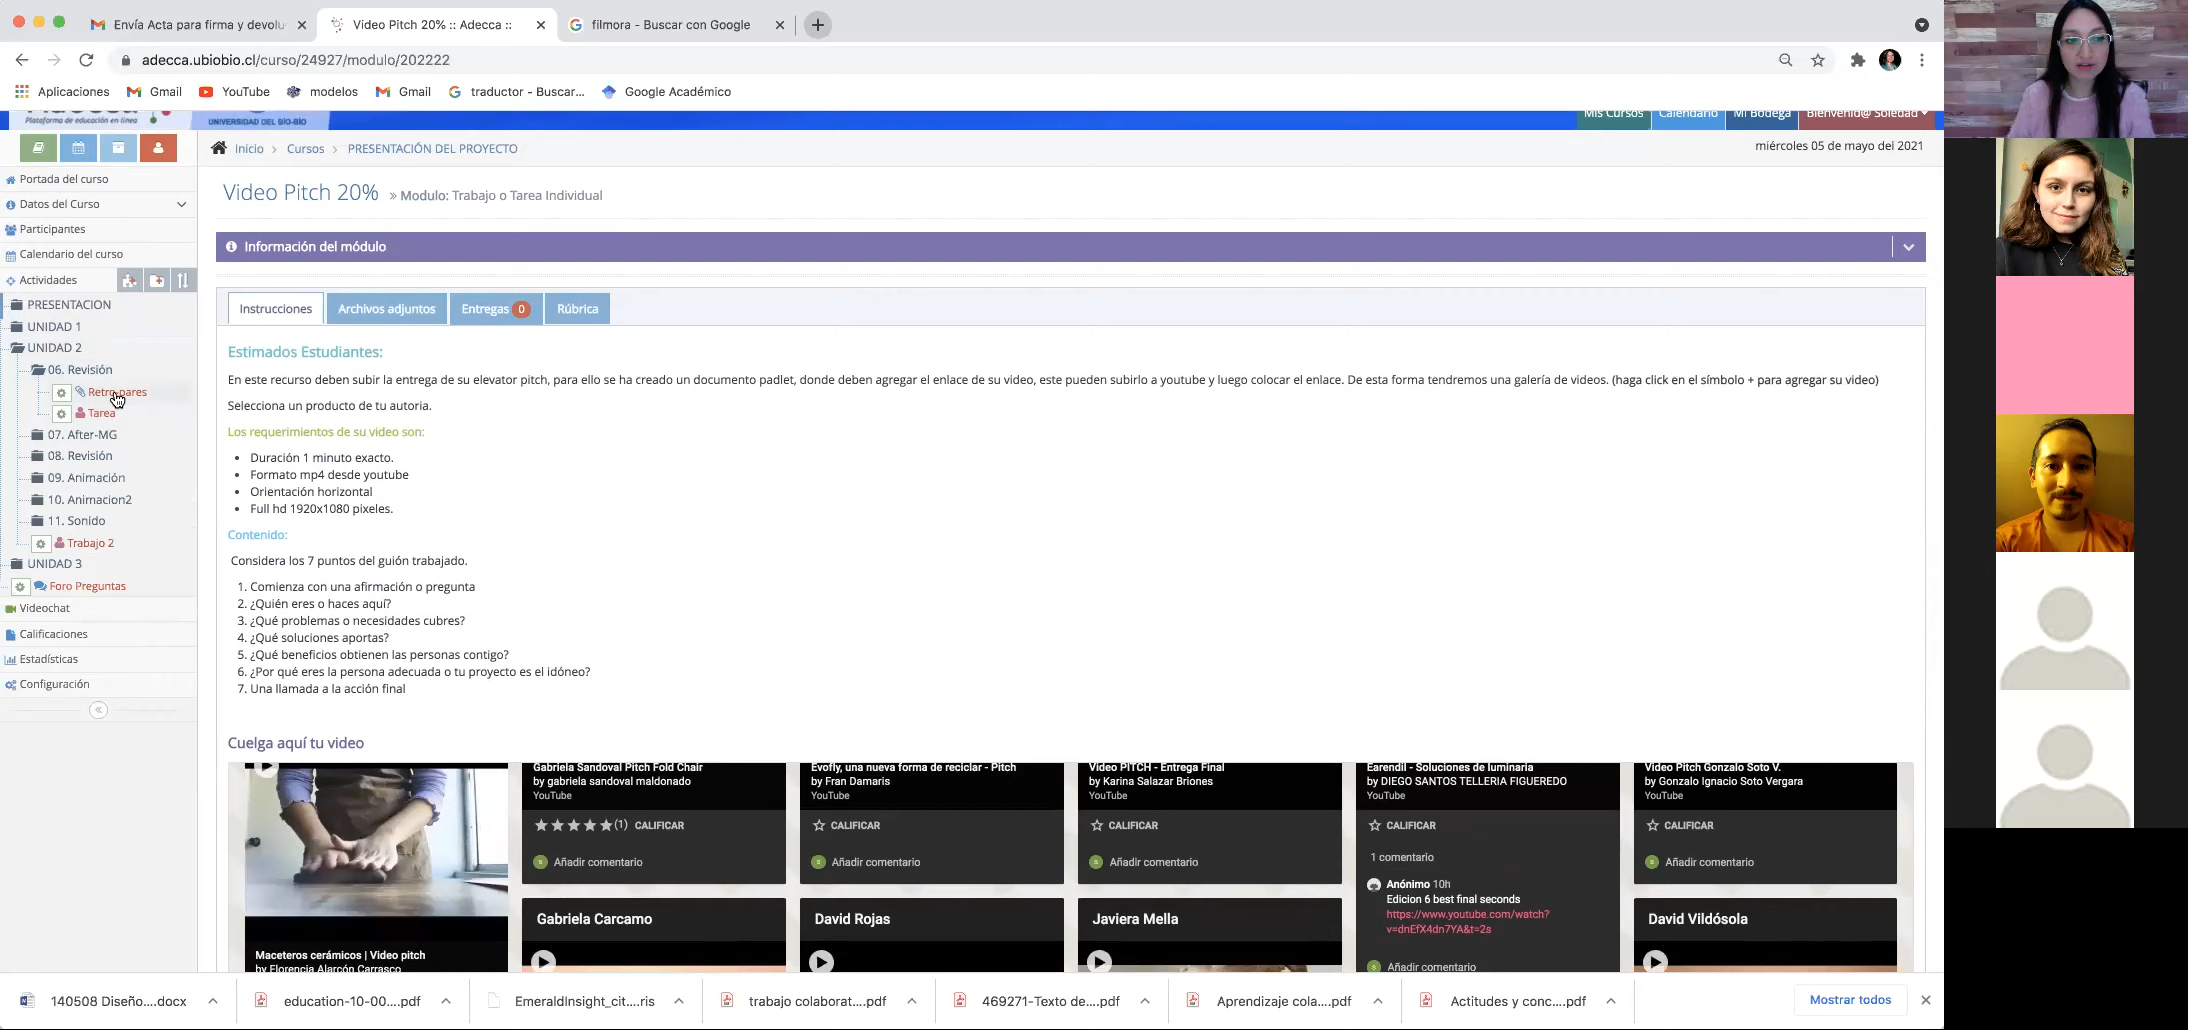 Envía Acta para firma y devolu
Video Pitch 20% :: Adecca ::
filmora - Buscar con Google
adecca.ubiobio.cl/curso/24927/modulo/202222
Aplicaciones
Gmail
YouTube
modelos
Gmail
traductor - Buscar...
Google Académico
Plataforma de educación en línea
UNIVERSIDAD DEL BÍO-BÍO
Mis Cursos
Calendario
Mi Bodega
Bienvenid@ Soledad
Inicio > Cursos > PRESENTACIÓN DEL PROYECTO
miércoles 05 de mayo del 2021
Portada del curso
Datos del Curso
Participantes
Calendario del curso
Actividades
PRESENTACION
UNIDAD 1
UNIDAD 2
06. Revisión
Retro pares
Tarea
07. After-MG
08. Revisión
09. Animación
10. Animacion2
11. Sonido
Trabajo 2
UNIDAD 3
Foro Preguntas
Videochat
Calificaciones
Estadísticas
Configuración
Video Pitch 20% » Modulo: Trabajo o Tarea Individual
Información del módulo
Instrucciones
Archivos adjuntos
Entregas 0
Rúbrica
Estimados Estudiantes:
En este recurso deben subir la entrega de su elevator pitch, para ello se ha creado un documento padlet, donde deben agregar el enlace de su video, este pueden subirlo a youtube y luego colocar el enlace. De esta forma tendremos una galería de videos. (haga click en el símbolo + para agregar su video)
Selecciona un producto de tu autoria.
Los requerimientos de su video son:
• Duración 1 minuto exacto.
• Formato mp4 desde youtube
• Orientación horizontal
• Full hd 1920x1080 pixeles.
Contenido:
Considera los 7 puntos del guión trabajado.
1. Comienza con una afirmación o pregunta
2. ¿Quién eres o haces aquí?
3. ¿Qué problemas o necesidades cubres?
4. ¿Qué soluciones aportas?
5. ¿Qué beneficios obtienen las personas contigo?
6. ¿Por qué eres la persona adecuada o tu proyecto es el idóneo?
7. Una llamada a la acción final
Cuelga aquí tu video
Maceteros cerámicos | Video pitch
by Florencia Alarcón Carrasco
Gabriela Sandoval Pitch Fold Chair
by gabriela sandoval maldonado
YouTube
(1) CALIFICAR
Añadir comentario
Gabriela Carcamo
Evofly, una nueva forma de reciclar - Pitch
by Fran Damaris
YouTube
CALIFICAR
Añadir comentario
David Rojas
Video PITCH - Entrega Final
by Karina Salazar Briones
YouTube
CALIFICAR
Añadir comentario
Javiera Mella
Earendil - Soluciones de luminaria
by DIEGO SANTOS TELLERIA FIGUEREDO
YouTube
CALIFICAR
1 comentario
Anónimo 10h
Edicion 6 best final seconds
https://www.youtube.com/watch?
v=dnEfX4dn7YA&t=2s
Añadir comentario
Video Pitch Gonzalo Soto V.
by Gonzalo Ignacio Soto Vergara
YouTube
CALIFICAR
Añadir comentario
David Vildósola
140508 Diseño....docx
education-10-00....pdf
EmeraldInsight_cit....ris
trabajo colaborat....pdf
469271-Texto de....pdf
Aprendizaje cola....pdf
Actitudes y conc....pdf
Mostrar todos